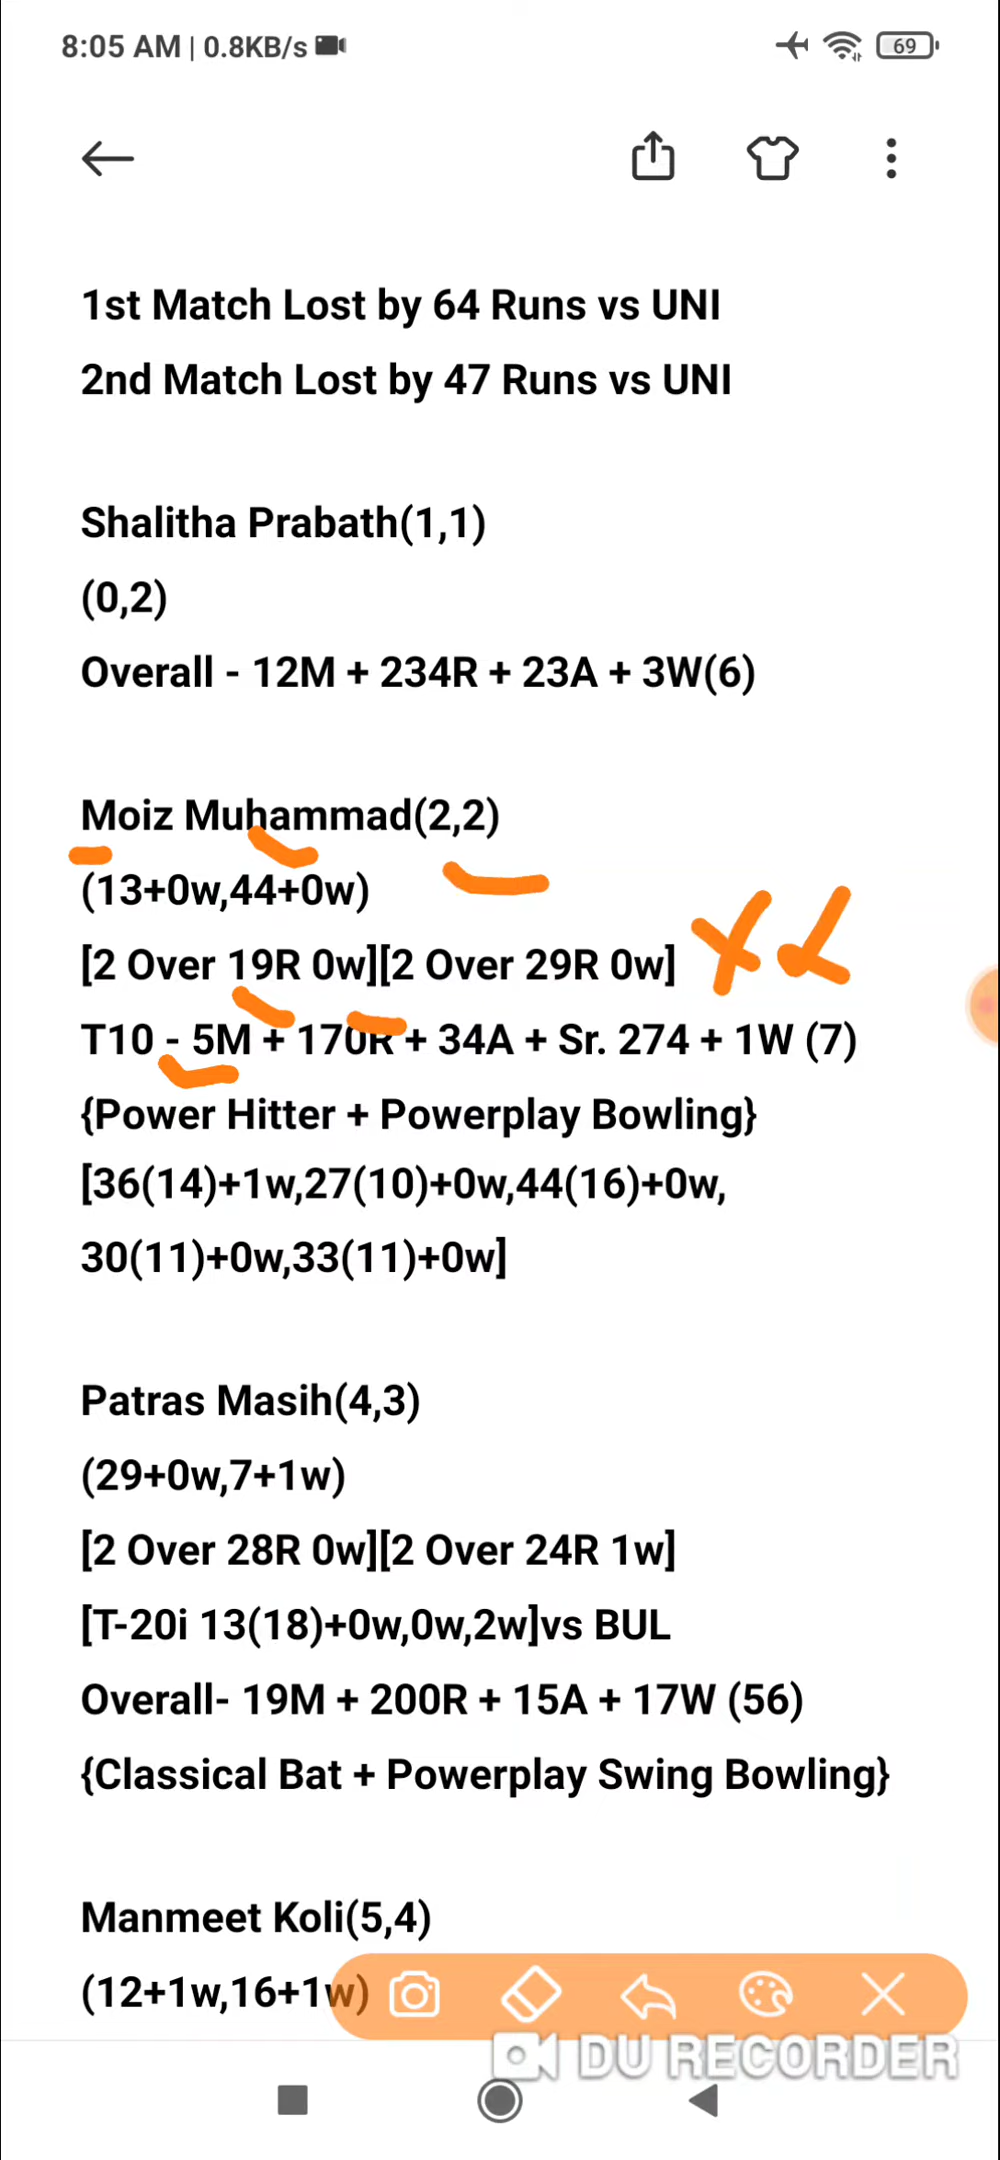 8:05 AM | 0.8KB/s
69
1st Match Lost by 64 Runs vs UNI
2nd Match Lost by 47 Runs vs UNI
Shalitha Prabath(1,1)
(0,2)
Overall - 12M + 234R + 23A + 3W(6)
Moiz Muhammad(2,2)
(13+0w,44+0w)
[2 Over 19R 0w][2 Over 29R 0w]
T10 - 5M + 170R + 34A + Sr. 274 + 1W (7)
{Power Hitter + Powerplay Bowling}
[36(14)+1w,27(10)+0w,44(16)+0w,
30(11)+0w,33(11)+0w]
Patras Masih(4,3)
(29+0w,7+1w)
[2 Over 28R 0w][2 Over 24R 1w]
[T-20i 13(18)+0w,0w,2w]vs BUL
Overall- 19M + 200R + 15A + 17W (56)
{Classical Bat + Powerplay Swing Bowling}
Manmeet Koli(5,4)
(12+1w,16+1w)
DU RECORDER